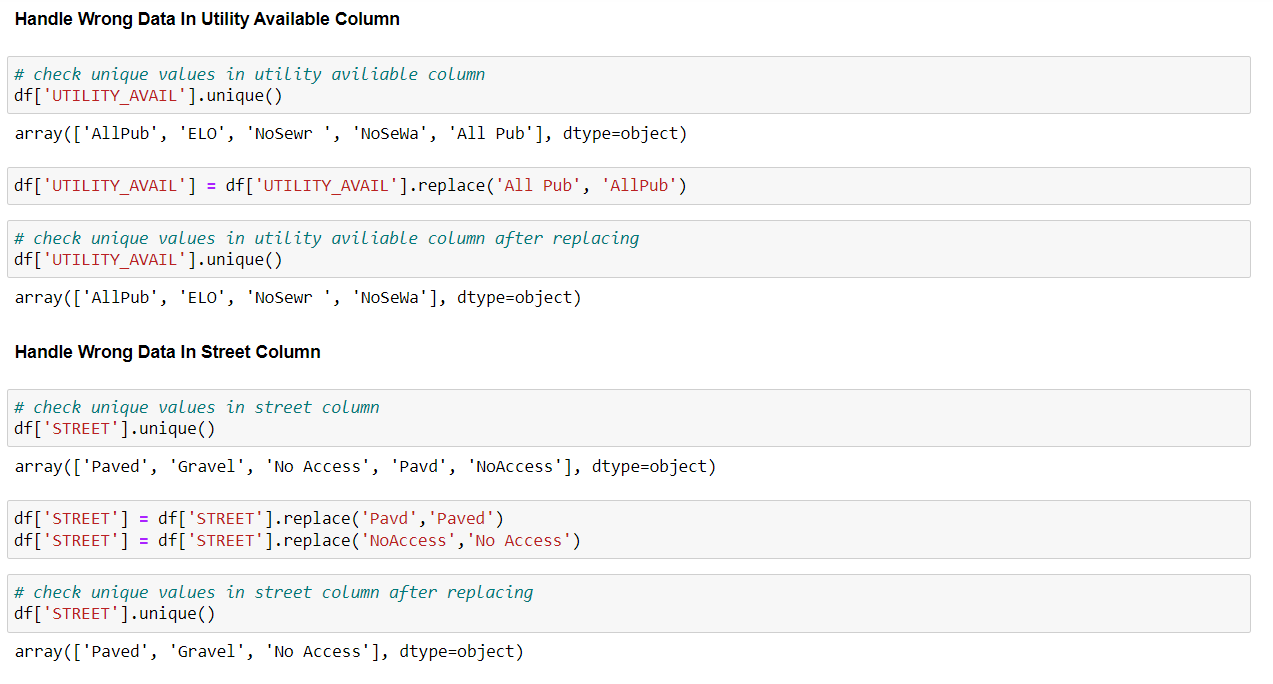 Handle Wrong Data In Utility Available Column
# check unique values in utility aviliable column
df['UTILITY_AVAIL'].unique()
array(['AllPub', 'ELO', 'NoSewr ', 'NoSeWa', 'All Pub'], dtype=object)
df['UTILITY_AVAIL'] = df['UTILITY_AVAIL'].replace('All Pub', 'AllPub')
# check unique values in utility aviliable column after replacing
df['UTILITY_AVAIL'].unique()
array(['AllPub', 'ELO', 'NoSewr ', 'NoSeWa'], dtype=object)
Handle Wrong Data In Street Column
# check unique values in street column
df['STREET'].unique()
array(['Paved', 'Gravel', 'No Access', 'Pavd', 'NoAccess'], dtype=object)
df['STREET'] = df['STREET'].replace('Pavd','Paved')
df['STREET'] = df['STREET'].replace('NoAccess','No Access')
# check unique values in street column after replacing
df['STREET'].unique()
array(['Paved', 'Gravel', 'No Access'], dtype=object)